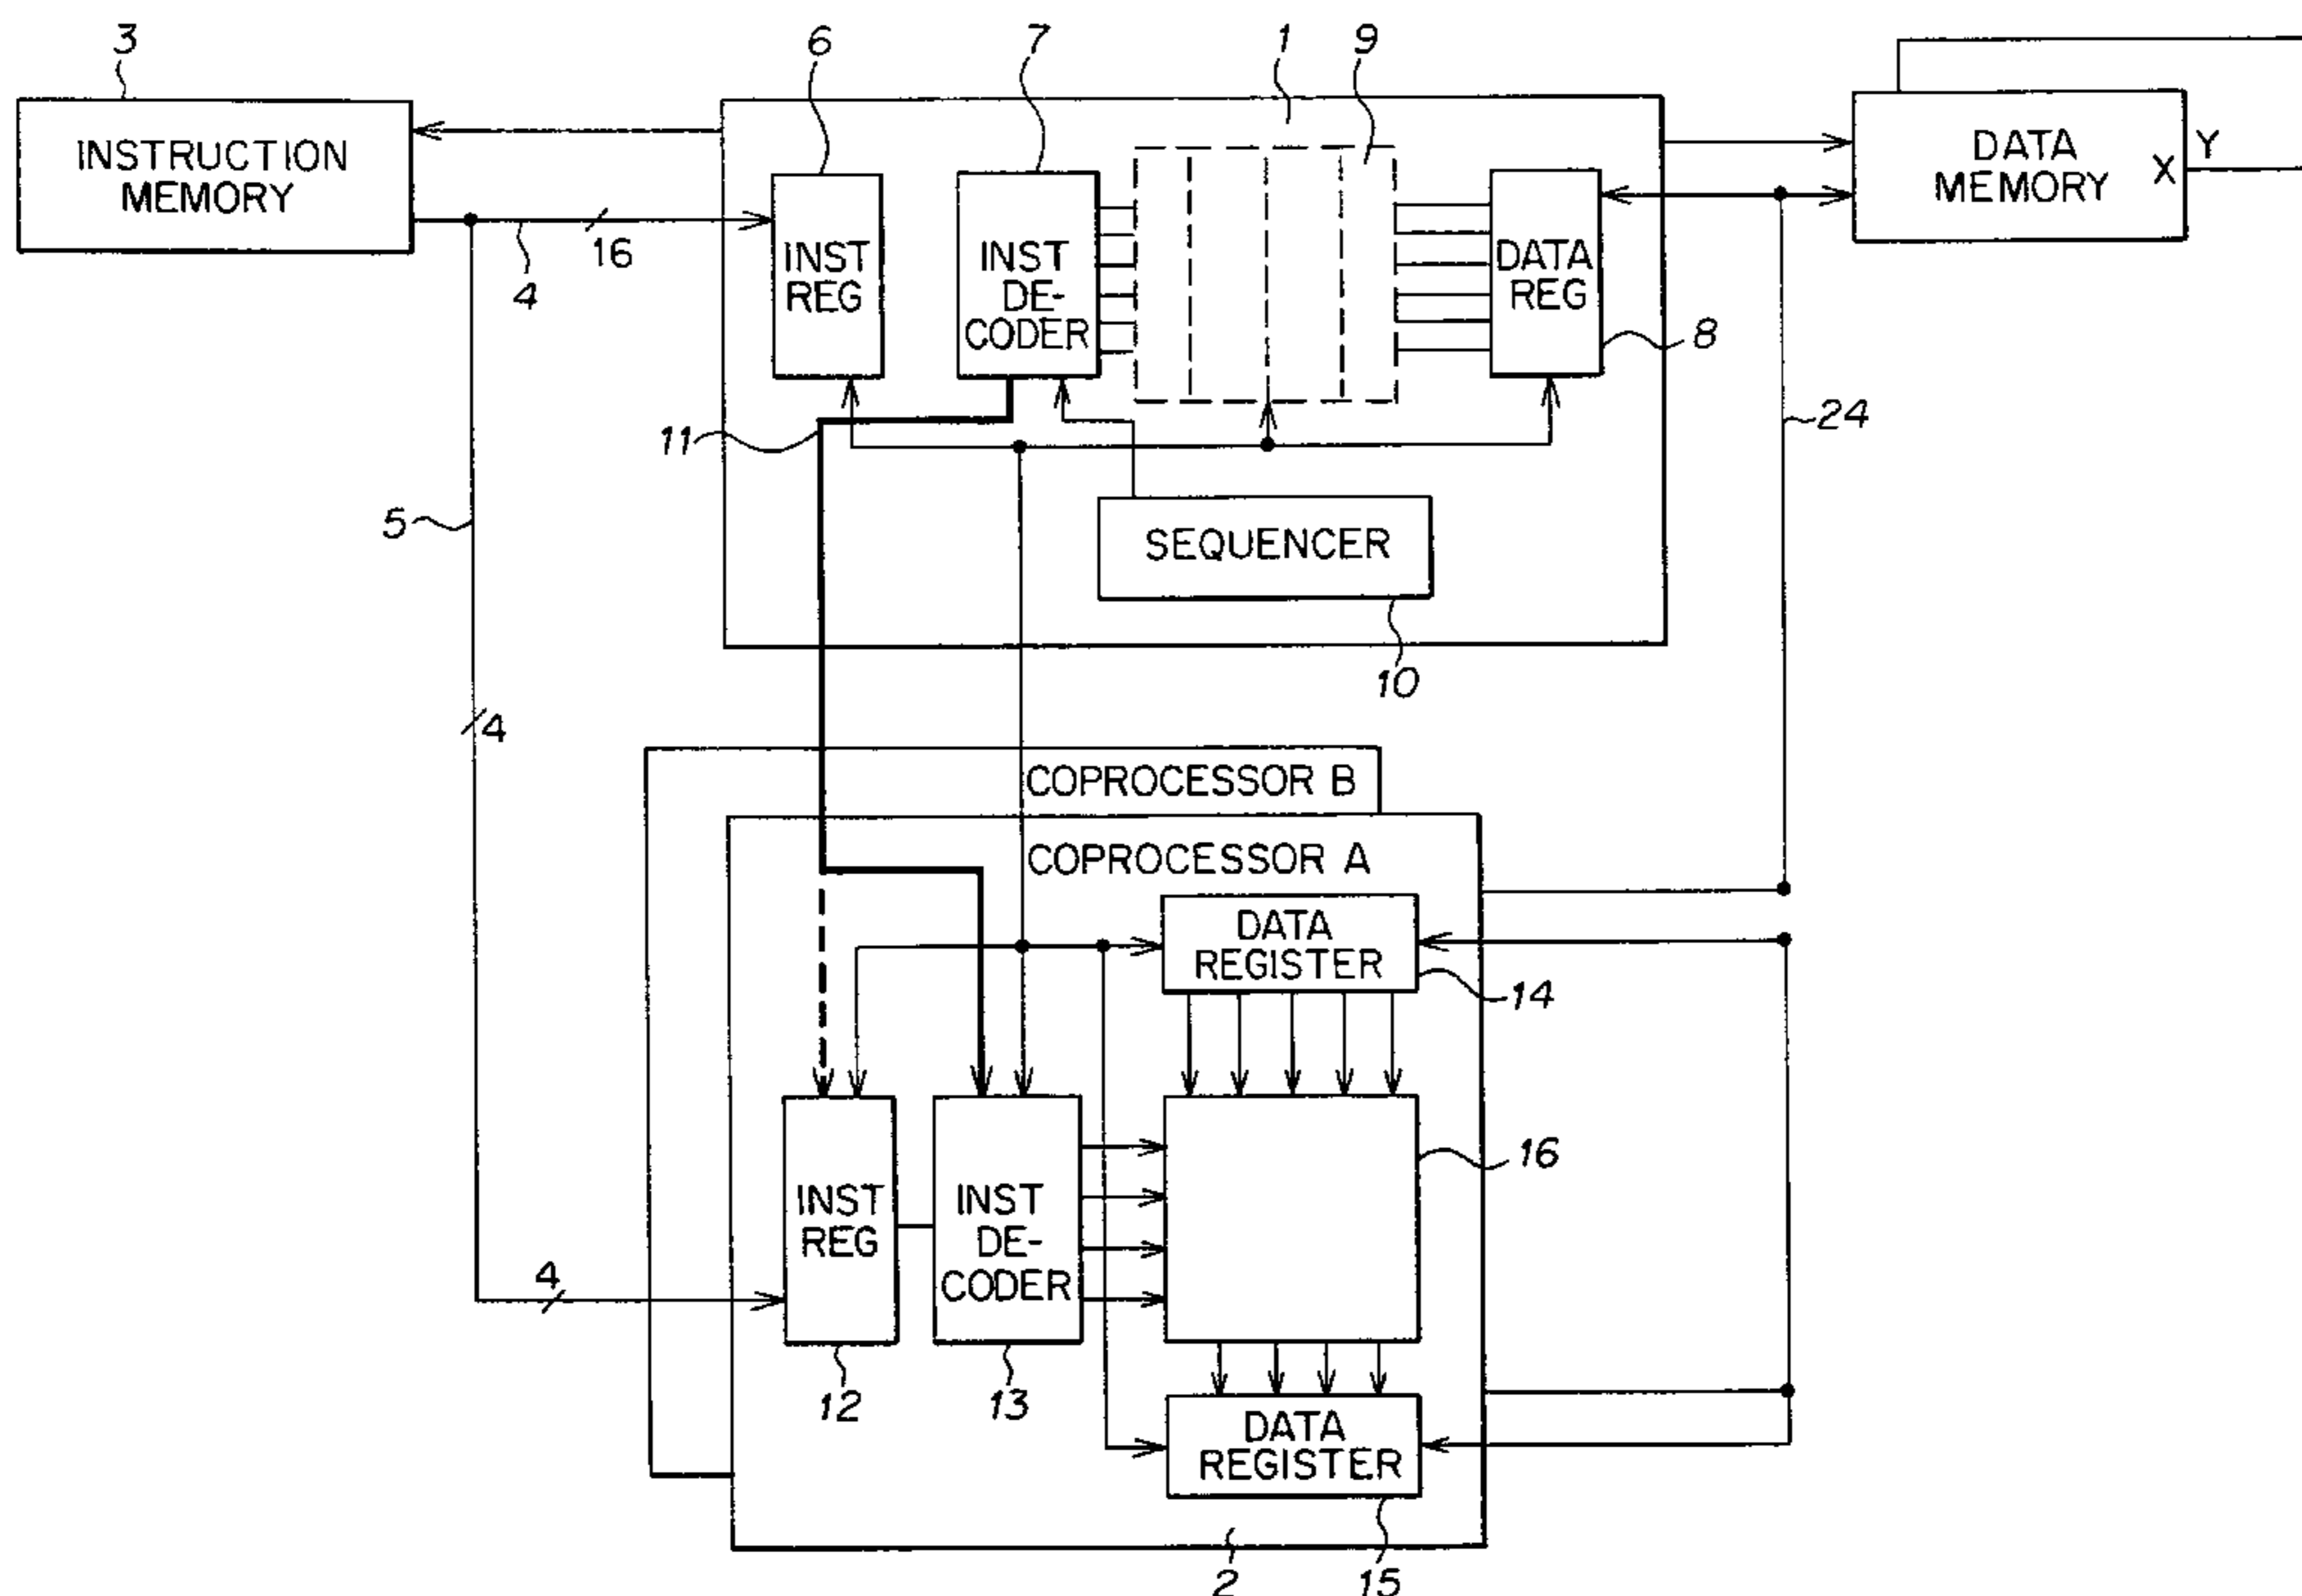 3
INSTRUCTION
MEMORY
6
7
1
9
INST
REG
INST
DE-
CODER
DATA
REG
8
DATA
MEMORY
X
Y
16
4
11
24
5
SEQUENCER
10
4
COPROCESSOR B
COPROCESSOR A
DATA
REGISTER
14
16
INST
REG
INST
DE-
CODER
4
12
13
DATA
REGISTER
2
15